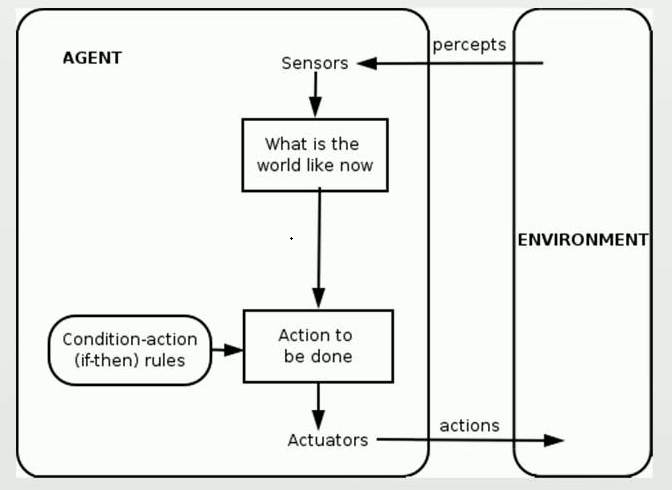 AGENT
Sensors
percepts
What is the
world like now
ENVIRONMENT
Condition-action
(if-then) rules
Action to
be done
Actuators
actions